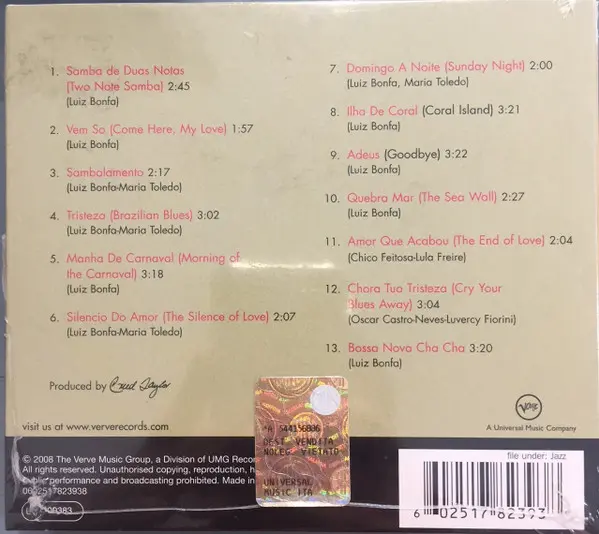 1. Samba de Duas Notas
(Two Note Samba) 2:45
(Luiz Bonfa)
2. Vem So (Come Here, My Love) 1:57
(Luiz Bonfa)
3. Sambalamento 2:17
(Luiz Bonfa-Maria Toledo)
4. Tristeza (Brazilian Blues) 3:02
(Luiz Bonfa-Maria Toledo)
5. Manha De Carnaval (Morning of
the Carnaval) 3:18
(Luiz Bonfa)
6. Silencio Do Amor (The Silence of Love) 2:07
(Luiz Bonfa-Maria Toledo)
7. Domingo A Noite (Sunday Night) 2:00
(Luiz Bonfa, Maria Toledo)
8. Ilha De Coral (Coral Island) 3:21
(Luiz Bonfa)
9. Adeus (Goodbye) 3:22
(Luiz Bonfa)
10. Quebra Mar (The Sea Wall) 2:27
(Luiz Bonfa)
11. Amor Que Acabou (The End of Love) 2:04
(Chico Feitosa-Lula Freire)
12. Chora Tua Tristeza (Cry Your
Blues Away) 3:04
(Oscar Castro-Neves-Luvercy Fiorini)
13. Bossa Nova Cha Cha 3:20
(Luiz Bonfa)
Produced by Creed Taylor
visit us at www.ververecords.com
Verve
A Universal Music Company
© 2008 The Verve Music Group, a Division of UMG Recor
All rights reserved. Unauthorised copying, reproduction, h
public performance and broadcasting prohibited. Made in
0602517823938
DEST. VENDITA
NOLEG. VIETATO
UNIVERSAL
MUSIC ITA
file under: Jazz
6 02517 82393